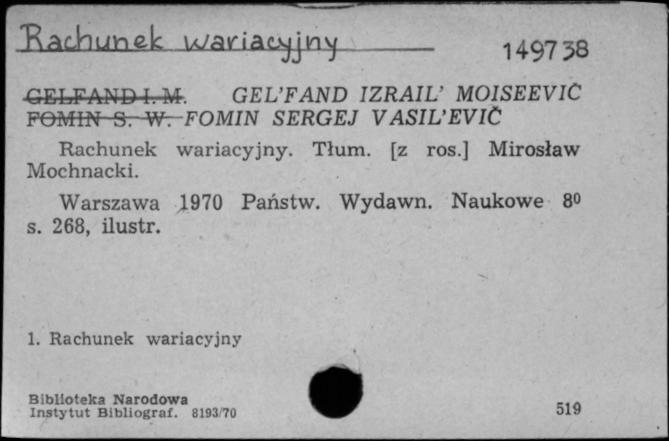 Rachunek wariacyjny
149738
GELFAND I. M. GEL'FAND IZRAIL' MOISEEVIČ
FOMIN S. W. FOMIN SERGEJ VASIL'EVIČ
Rachunek wariacyjny. Tłum. [z ros.] Mirosław
Mochnacki.
Warszawa 1970 Państw. Wydawn. Naukowe 8⁰
s. 268, ilustr.
1. Rachunek wariacyjny
Biblioteka Narodowa
Instytut Bibliograf. 8193/70
519